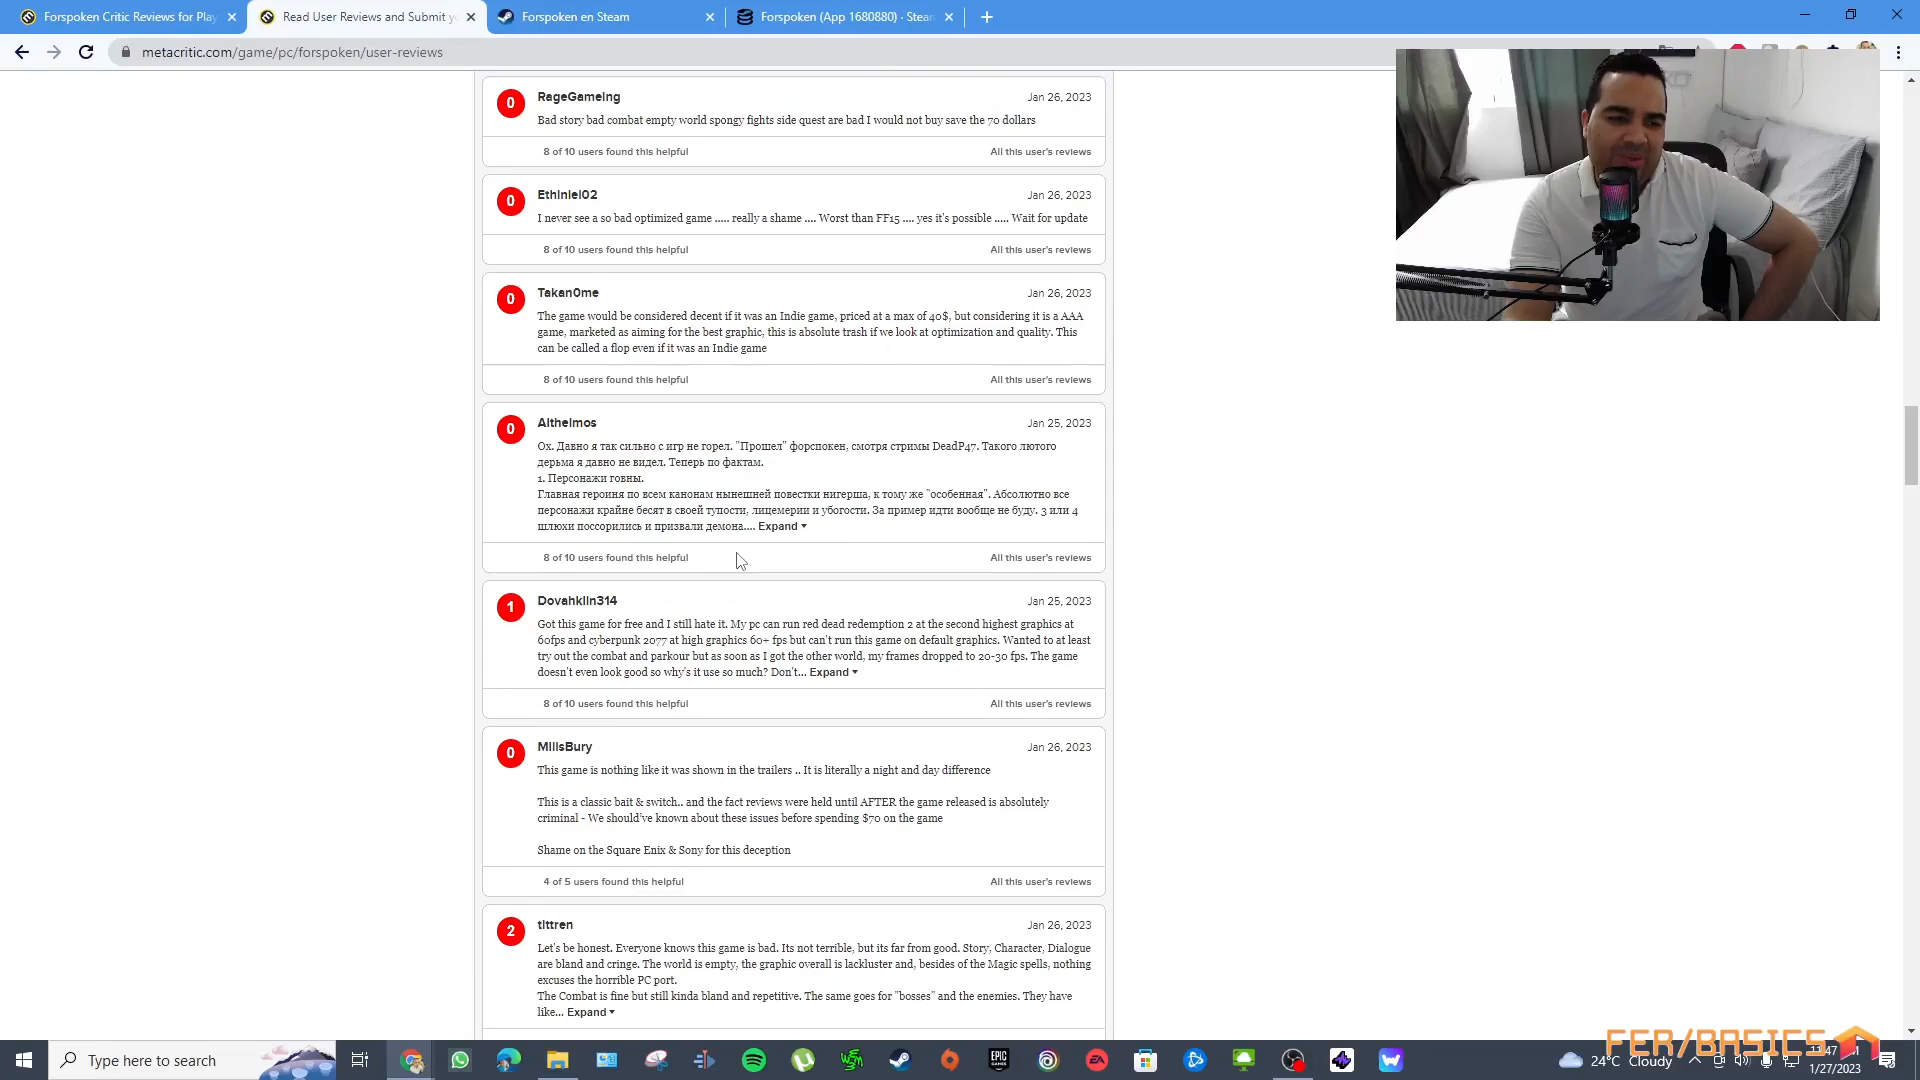 Forspoken Critic Reviews for Play
Read User Reviews and Submit yo
Forspoken en Steam
Forspoken (App 1680880) · Steam
metacritic.com/game/pc/forspoken/user-reviews
0
RageGameing
Jan 26, 2023
Bad story bad combat empty world spongy fights side quest are bad I would not buy save the 70 dollars
8 of 10 users found this helpful
All this user's reviews
0
Ethiniel02
Jan 26, 2023
I never see a so bad optimized game ..... really a shame .... Worst than FF15 .... yes it's possible ..... Wait for update
8 of 10 users found this helpful
All this user's reviews
0
Takan0me
Jan 26, 2023
The game would be considered decent if it was an Indie game, priced at a max of 40$, but considering it is a AAA
game, marketed as aiming for the best graphic, this is absolute trash if we look at optimization and quality. This
can be called a flop even if it was an Indie game
8 of 10 users found this helpful
All this user's reviews
0
Althelmos
Jan 25, 2023
Ох. Давно я так сильно с игр не горел. "Прошел" форспокен, смотря стримы DeadP47. Такого лютого
дерьма я давно не видел. Теперь по фактам.
1. Персонажи говны.
Главная героиня по всем канонам нынешней повестки нигерша, к тому же "особенная". Абсолютно все
персонажи крайне бесят в своей тупости, лицемерии и убогости. За пример идти вообще не буду. 3 или 4
шлюхи поссорились и призвали демона.... Expand
8 of 10 users found this helpful
All this user's reviews
1
Dovahkiin314
Jan 25, 2023
Got this game for free and I still hate it. My pc can run red dead redemption 2 at the second highest graphics at
60fps and cyberpunk 2077 at high graphics 60+ fps but can't run this game on default graphics. Wanted to at least
try out the combat and parkour but as soon as I got the other world, my frames dropped to 20-30 fps. The game
doesn't even look good so why's it use so much? Don't... Expand
8 of 10 users found this helpful
All this user's reviews
0
MillsBury
Jan 26, 2023
This game is nothing like it was shown in the trailers .. It is literally a night and day difference
This is a classic bait & switch.. and the fact reviews were held until AFTER the game released is absolutely
criminal - We should've known about these issues before spending $70 on the game
Shame on the Square Enix & Sony for this deception
4 of 5 users found this helpful
All this user's reviews
2
tittren
Jan 26, 2023
Let's be honest. Everyone knows this game is bad. Its not terrible, but its far from good. Story, Character, Dialogue
are bland and cringe. The world is empty, the graphic overall is lackluster and, besides of the Magic spells, nothing
excuses the horrible PC port.
The Combat is fine but still kinda bland and repetitive. The same goes for "bosses" and the enemies. They have
like... Expand
FER/BASICS
Type here to search
EPIC GAMES
EA
24°C Cloudy
1/27/2023